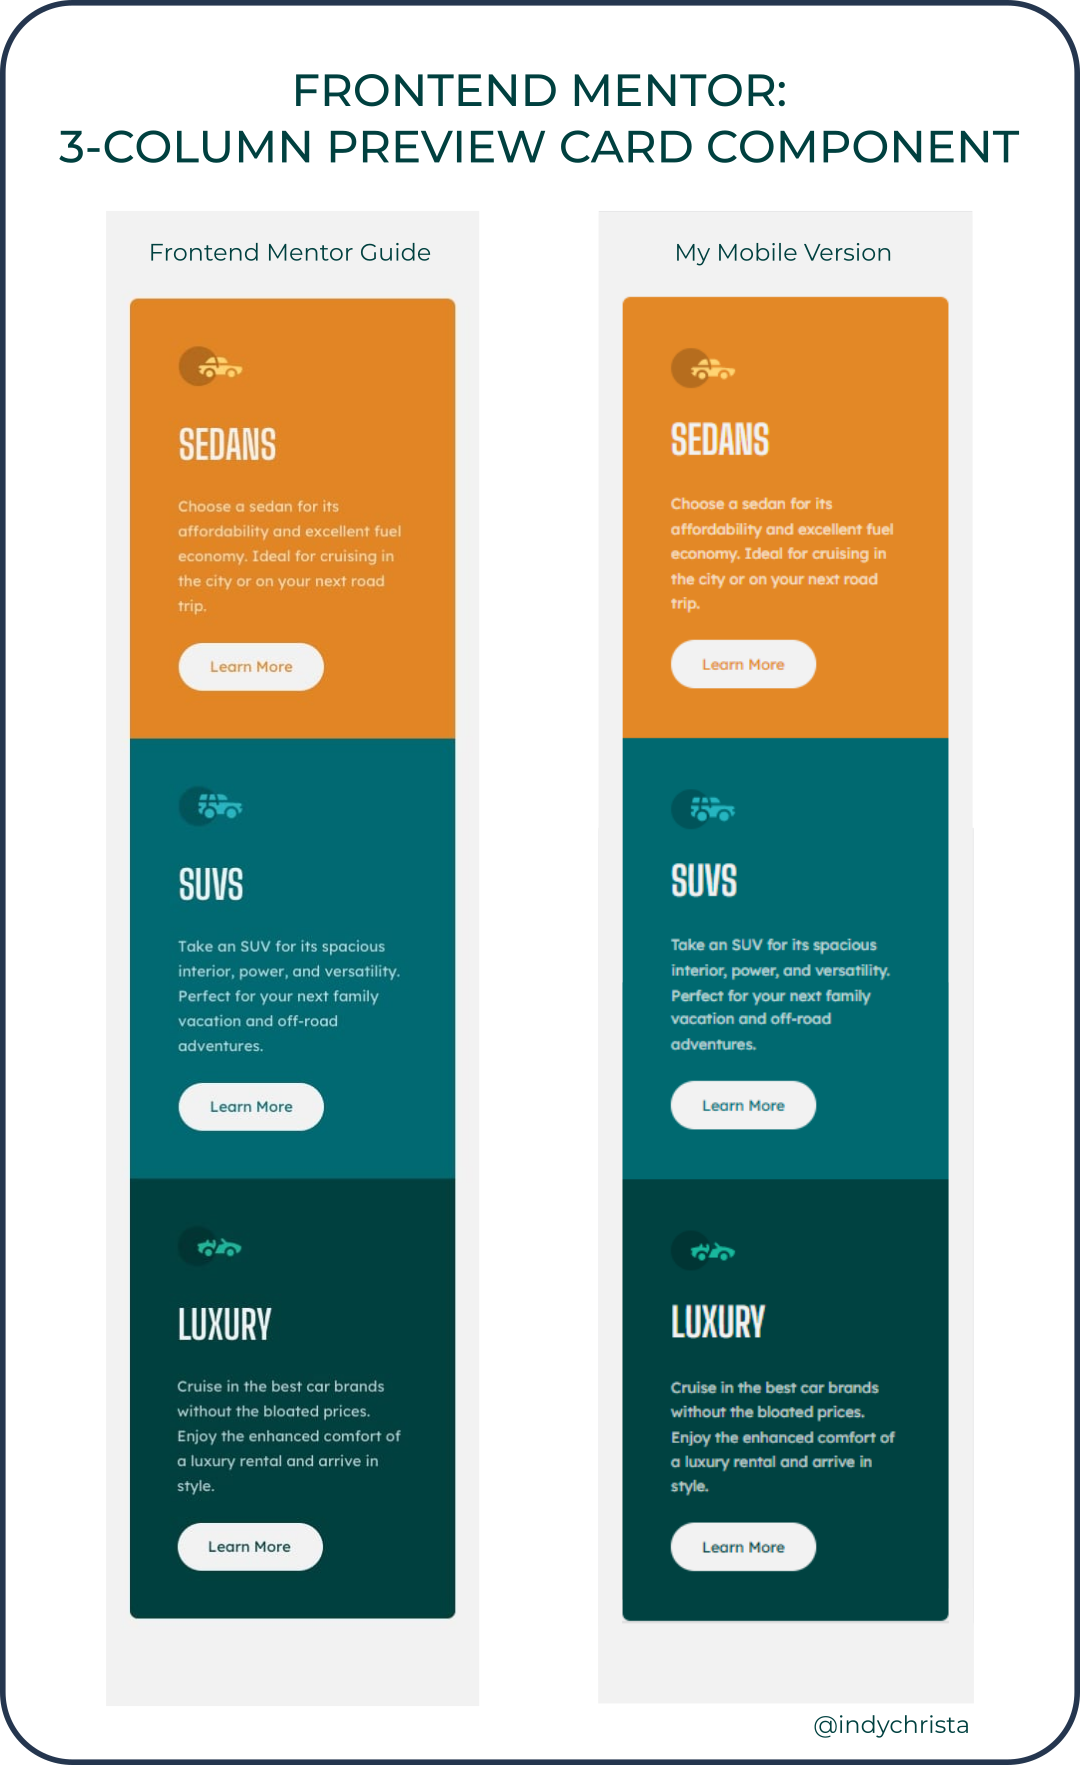 FRONTEND MENTOR:
3-COLUMN PREVIEW CARD COMPONENT
Frontend Mentor Guide
SEDANS
Choose a sedan for its
affordability and excellent fuel
economy. Ideal for cruising in
the city or on your next road
trip.
Learn More
SUVS
Take an SUV for its spacious
interior, power, and versatility.
Perfect for your next family
vacation and off-road
adventures.
Learn More
LUXURY
Cruise in the best car brands
without the bloated prices.
Enjoy the enhanced comfort of
a luxury rental and arrive in
style.
Learn More
My Mobile Version
SEDANS
Choose a sedan for its
affordability and excellent fuel
economy. Ideal for cruising in
the city or on your next road
trip.
Learn More
SUVS
Take an SUV for its spacious
interior, power, and versatility.
Perfect for your next family
vacation and off-road
adventures.
Learn More
LUXURY
Cruise in the best car brands
without the bloated prices.
Enjoy the enhanced comfort of
a luxury rental and arrive in
style.
Learn More
@indychrista